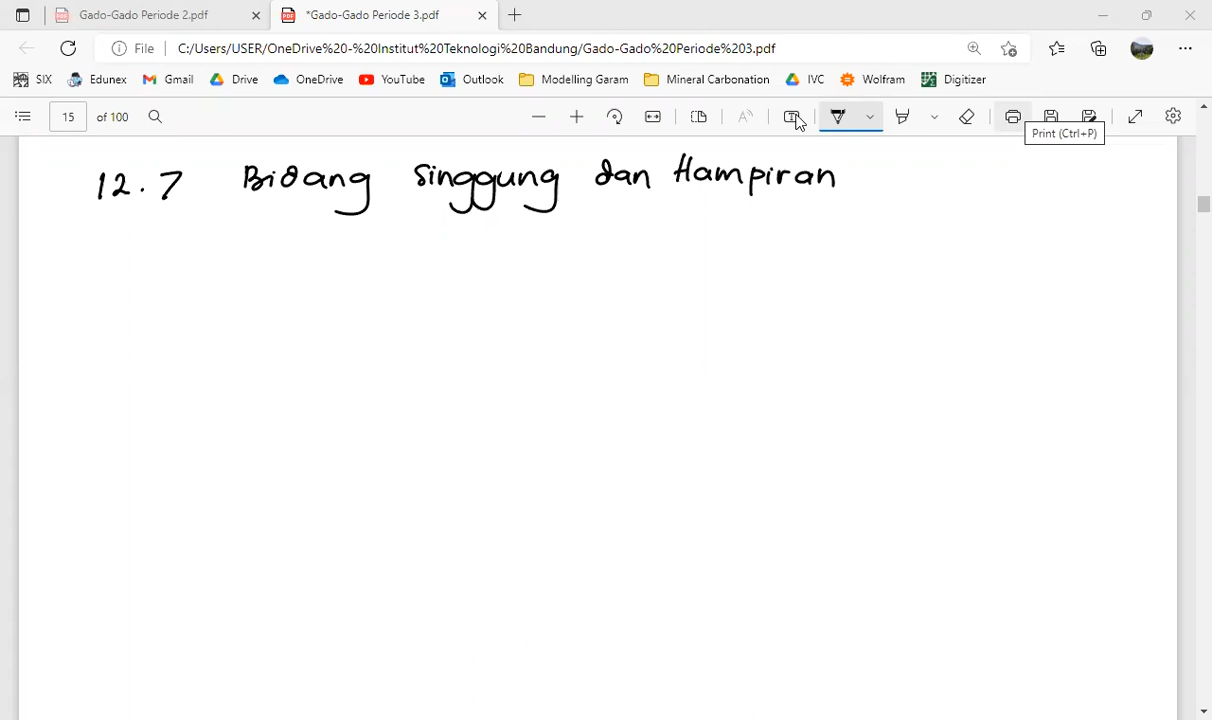 Gado-Gado Periode 2.pdf
*Gado-Gado Periode 3.pdf
File C:/Users/USER/OneDrive%20-%20Institut%20Teknologi%20Bandung/Gado-Gado%20Periode%203.pdf
SIX Edunex Gmail Drive OneDrive YouTube Outlook Modelling Garam Mineral Carbonation IVC Wolfram Digitizer
15 of 100
Print (Ctrl+P)
12.7 Bidang Singgung dan Hampiran